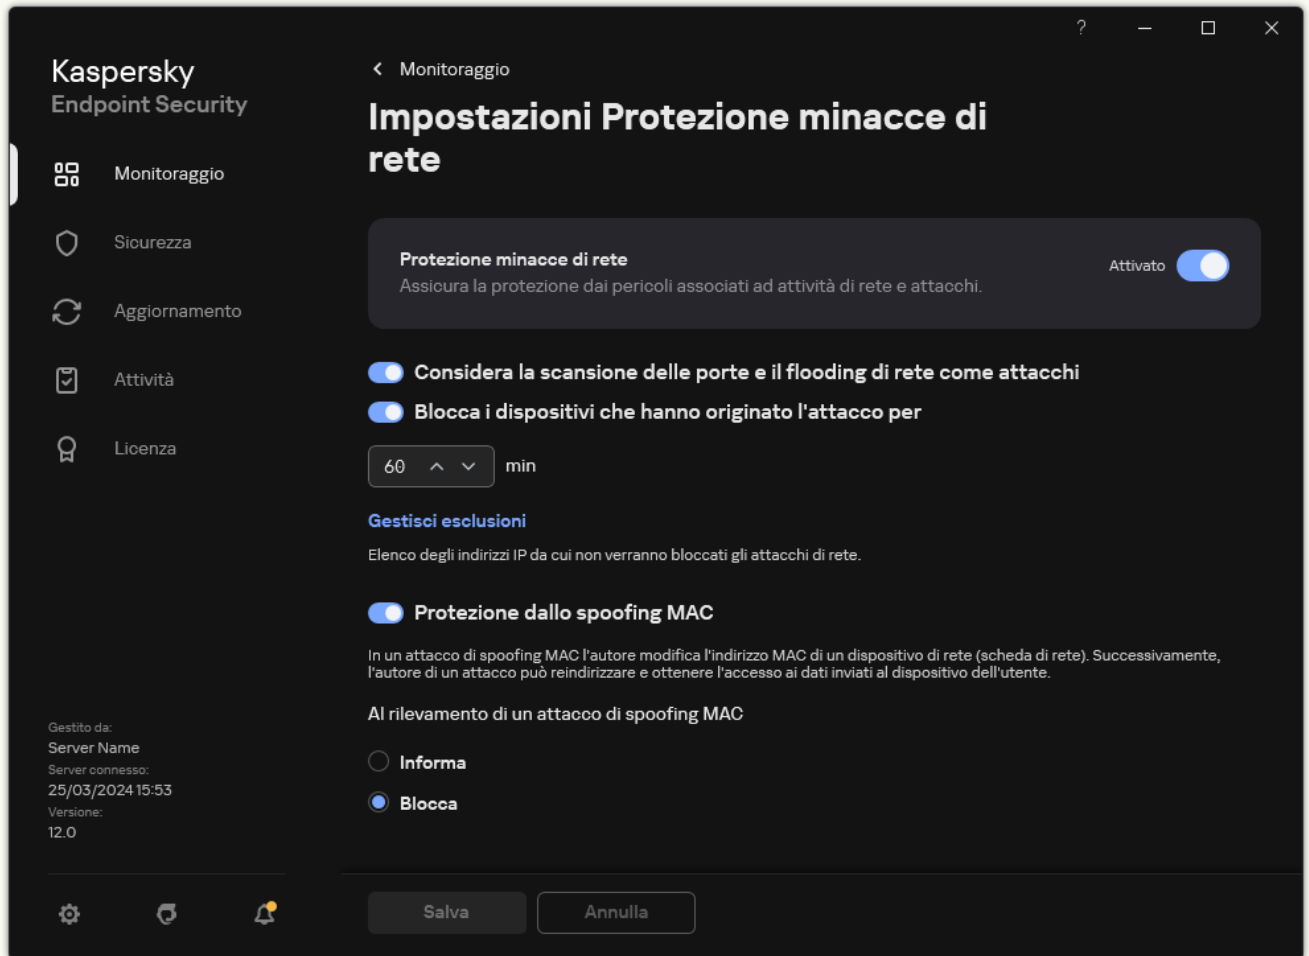 ?
Kaspersky
Endpoint Security
Monitoraggio
Sicurezza
Aggiornamento
Attività
Licenza
Gestito da:
Server Name
Server connesso:
25/03/2024 15:53
Versione:
12.0
Monitoraggio
Impostazioni Protezione minacce di
rete
Protezione minacce di rete
Assicura la protezione dai pericoli associati ad attività di rete e attacchi.
Attivato
Considera la scansione delle porte e il flooding di rete come attacchi
Blocca i dispositivi che hanno originato l'attacco per
60 min
Gestisci esclusioni
Elenco degli indirizzi IP da cui non verranno bloccati gli attacchi di rete.
Protezione dallo spoofing MAC
In un attacco di spoofing MAC l'autore modifica l'indirizzo MAC di un dispositivo di rete (scheda di rete). Successivamente,
l'autore di un attacco può reindirizzare e ottenere l'accesso ai dati inviati al dispositivo dell'utente.
Al rilevamento di un attacco di spoofing MAC
Informa
Blocca
Salva
Annulla